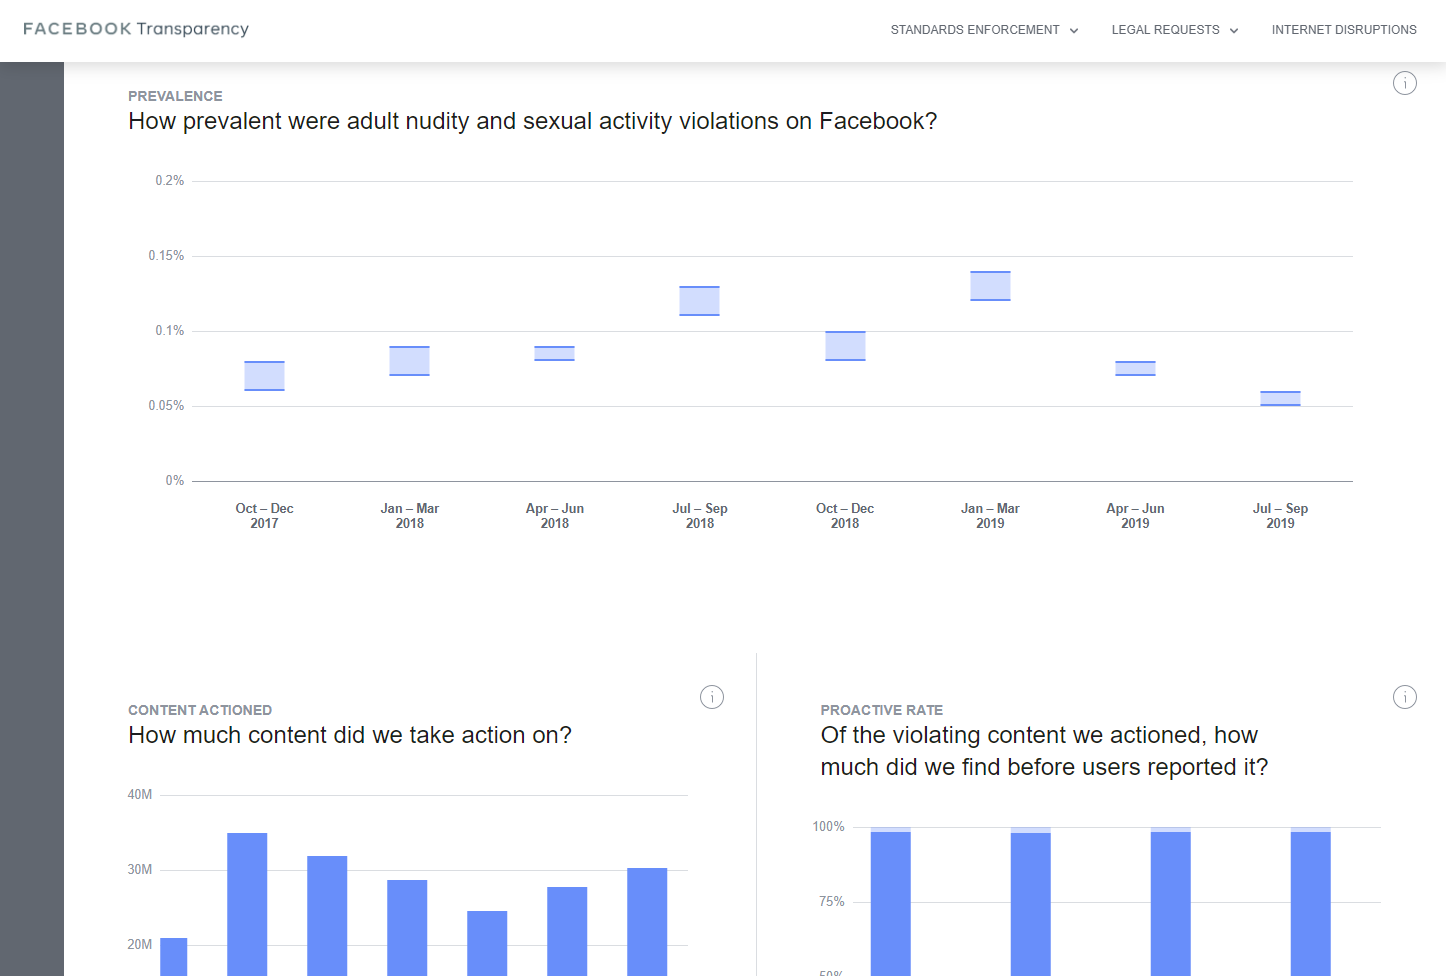 FACEBOOK Transparency
STANDARDS ENFORCEMENT
LEGAL REQUESTS
INTERNET DISRUPTIONS
PREVALENCE
How prevalent were adult nudity and sexual activity violations on Facebook?
0.2%
0.15%
0.1%
0.05%
0%
Oct – Dec
2017
Jan – Mar
2018
Apr – Jun
2018
Jul – Sep
2018
Oct – Dec
2018
Jan – Mar
2019
Apr – Jun
2019
Jul – Sep
2019
CONTENT ACTIONED
How much content did we take action on?
40M
30M
20M
PROACTIVE RATE
Of the violating content we actioned, how
much did we find before users reported it?
100%
75%
50%